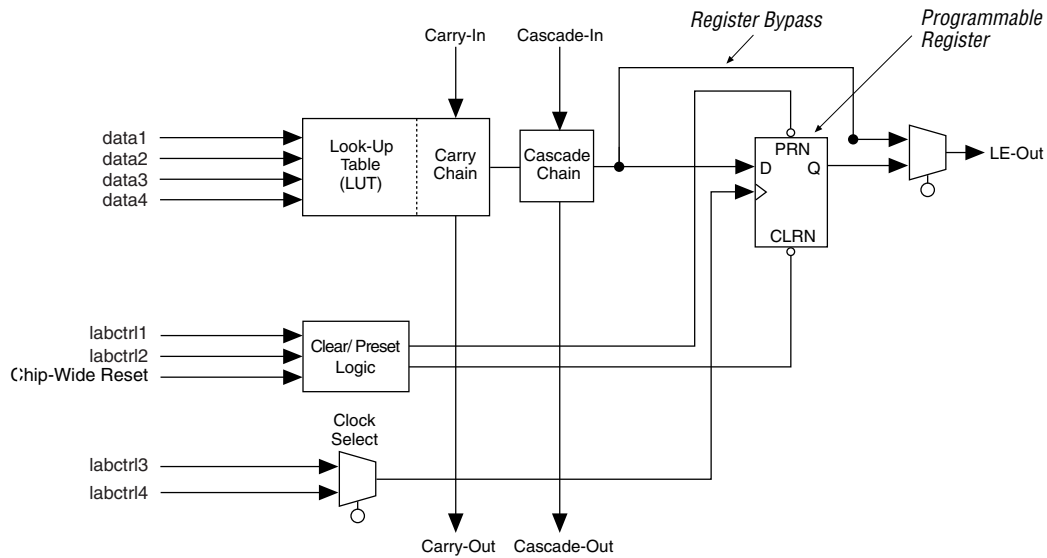 Register Bypass
Programmable
Register
Carry-In
Cascade-In
data1
data2
data3
data4
Look-Up
Table
(LUT)
Carry
Chain
Cascade
Chain
PRN
D
Q
CLRN
LE-Out
labctrl1
labctrl2
Chip-Wide Reset
Clear/ Preset
Logic
Clock
Select
labctrl3
labctrl4
Carry-Out
Cascade-Out